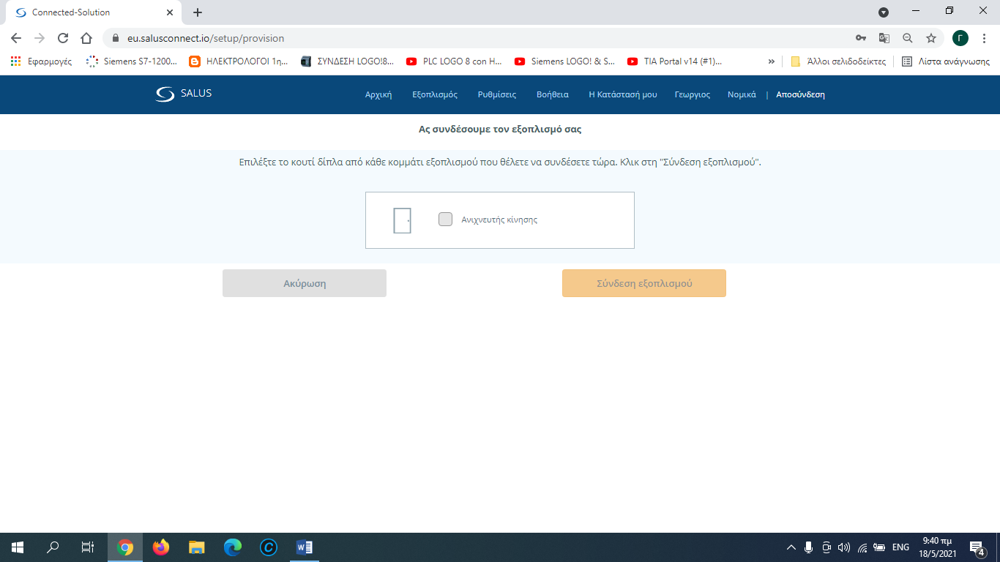 Connected-Solution
eu.salusconnect.io/setup/provision
Γ
Εφαρμογές
Siemens S7-1200...
ΗΛΕΚΤΡΟΛΟΓΟΙ 1η...
ΣΥΝΔΕΣΗ LOGO!8...
PLC LOGO 8 con H...
Siemens LOGO! & S...
TIA Portal v14 (#1)...
»
Άλλοι σελιδοδείκτες
Λίστα ανάγνωσης
SALUS
Αρχική
Εξοπλισμός
Ρυθμίσεις
Βοήθεια
Η Κατάστασή μου
Γεωργιος
Νομικά
|
Αποσύνδεση
Ας συνδέσουμε τον εξοπλισμό σας
Επιλέξτε το κουτί δίπλα από κάθε κομμάτι εξοπλισμού που θέλετε να συνδέσετε τώρα. Κλικ στη "Σύνδεση εξοπλισμού".
Ανιχνευτής κίνησης
Ακύρωση
Σύνδεση εξοπλισμού
ENG
9:40 πμ
18/5/2021
4